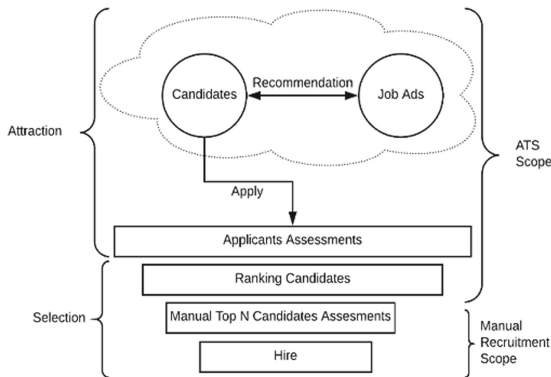 Candidates
Recommendation
Job Ads
Attraction
ATS
Scope
Apply
Applicants Assessments
Ranking Candidates
Selection
Manual Top N Candidates Assesments
Manual
Recruitment
Scope
Hire